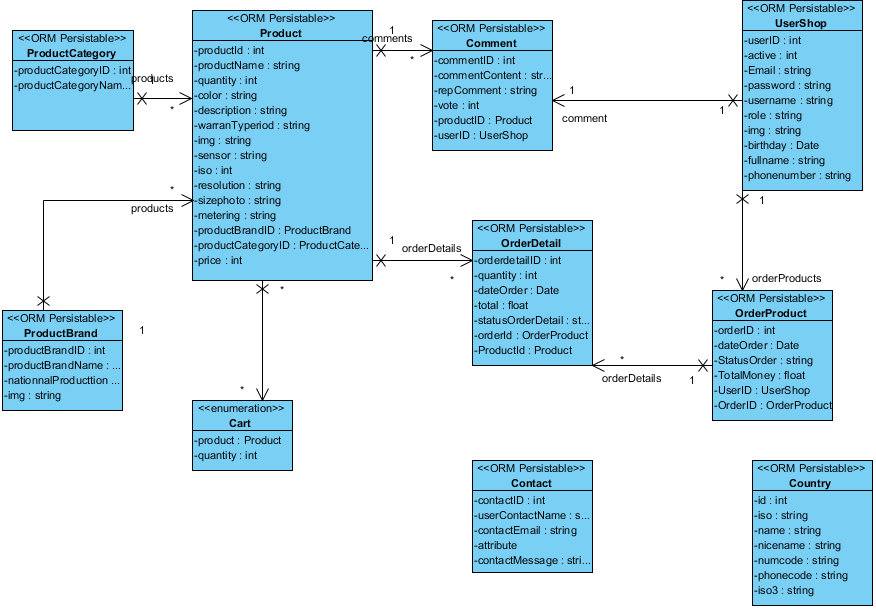 <<ORM Persistable>>
ProductCategory
-productCategoryID : int
-productCategoryNam...
1
products
*
<<ORM Persistable>>
Product
-productId : int
-productName : string
-quantity : int
-color : string
-description : string
-warranTyperiod : string
-img : string
-sensor : string
-iso : int
-resolution : string
-sizephoto : string
-metering : string
-productBrandID : ProductBrand
-productCategoryID : ProductCate...
-price : int
1
comments
*
<<ORM Persistable>>
Comment
-commentID : int
-commentContent : str...
-repComment : string
-vote : int
-productID : Product
-userID : UserShop
1
comment
1
<<ORM Persistable>>
UserShop
-userID : int
-active : int
-Email : string
-password : string
-username : string
-role : string
-img : string
-birthday : Date
-fullname : string
-phonenumber : string
*
products
1
<<ORM Persistable>>
ProductBrand
-productBrandID : int
-productBrandName : ...
-nationnalProducttion ...
-img : string
1
orderDetails
*
<<ORM Persistable>>
OrderDetail
-orderdetailID : int
-quantity : int
-dateOrder : Date
-total : float
-statusOrderDetail : st...
-orderId : OrderProduct
-ProductId : Product
1
*
orderProducts
<<ORM Persistable>>
OrderProduct
-orderID : int
-dateOrder : Date
-StatusOrder : string
-TotalMoney : float
-UserID : UserShop
-OrderID : OrderProduct
*
orderDetails
1
*
*
<<enumeration>>
Cart
-product : Product
-quantity : int
<<ORM Persistable>>
Contact
-contactID : int
-userContactName : s...
-contactEmail : string
-attribute
-contactMessage : stri...
<<ORM Persistable>>
Country
-id : int
-iso : string
-name : string
-nicename : string
-numcode : string
-phonecode : string
-iso3 : string